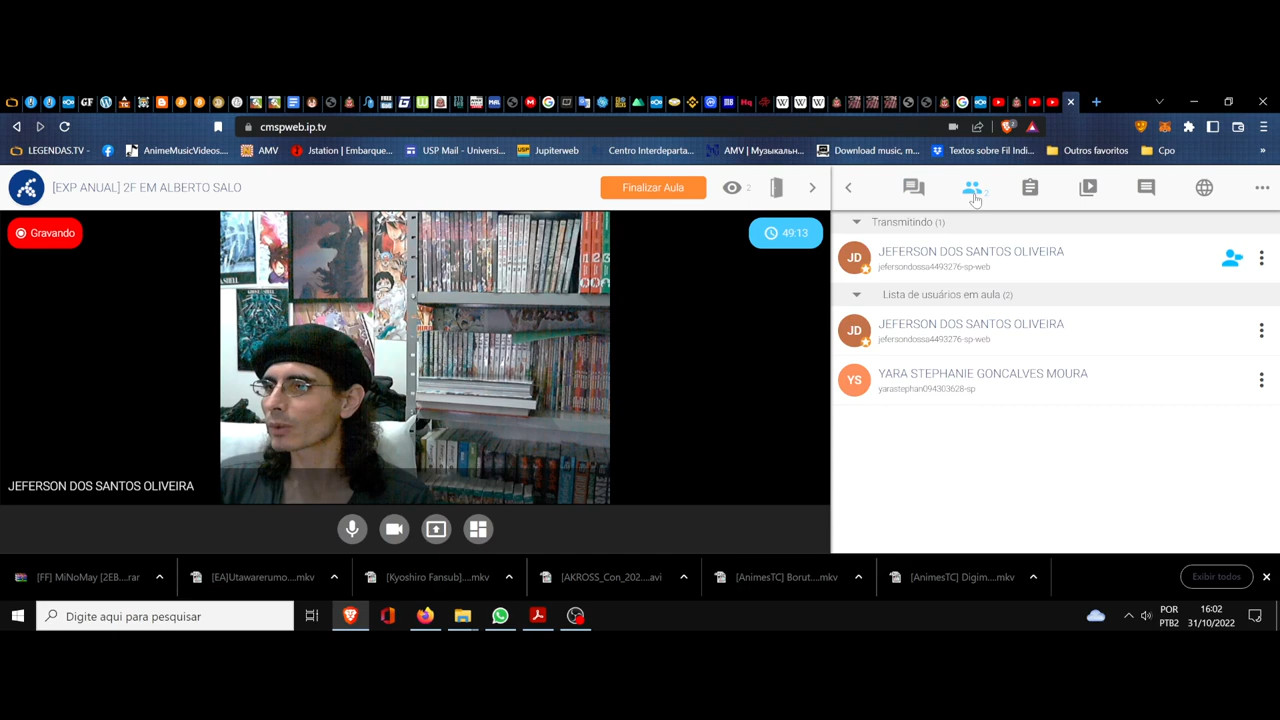 cmspweb.ip.tv
LEGENDAS.TV -
AnimeMusicVideos...
AMV
Jstation | Embarque...
USP Mail - Universi...
Jupiterweb
Centro Interdeparta...
AMV | Музыкальн...
Download music, m...
Textos sobre Fil Indi...
Outros favoritos
Cpo
»
[EXP ANUAL] 2F EM ALBERTO SALO
Finalizar Aula
2
2
Gravando
49:13
JEFERSON DOS SANTOS OLIVEIRA
Transmitindo (1)
JD
JEFERSON DOS SANTOS OLIVEIRA
jefersondossa4493276-sp-web
Lista de usuários em aula (2)
JD
JEFERSON DOS SANTOS OLIVEIRA
jefersondossa4493276-sp-web
YS
YARA STEPHANIE GONCALVES MOURA
yarastephan094303628-sp
[FF] MiNoMay [2EB....rar
[EA]Utawarerumo....mkv
[Kyoshiro Fansub]....mkv
[AKROSS_Con_202....avi
[AnimesTC] Borut....mkv
[AnimesTC] Digim....mkv
Exibir todos
Digite aqui para pesquisar
POR
PTB2
16:02
31/10/2022